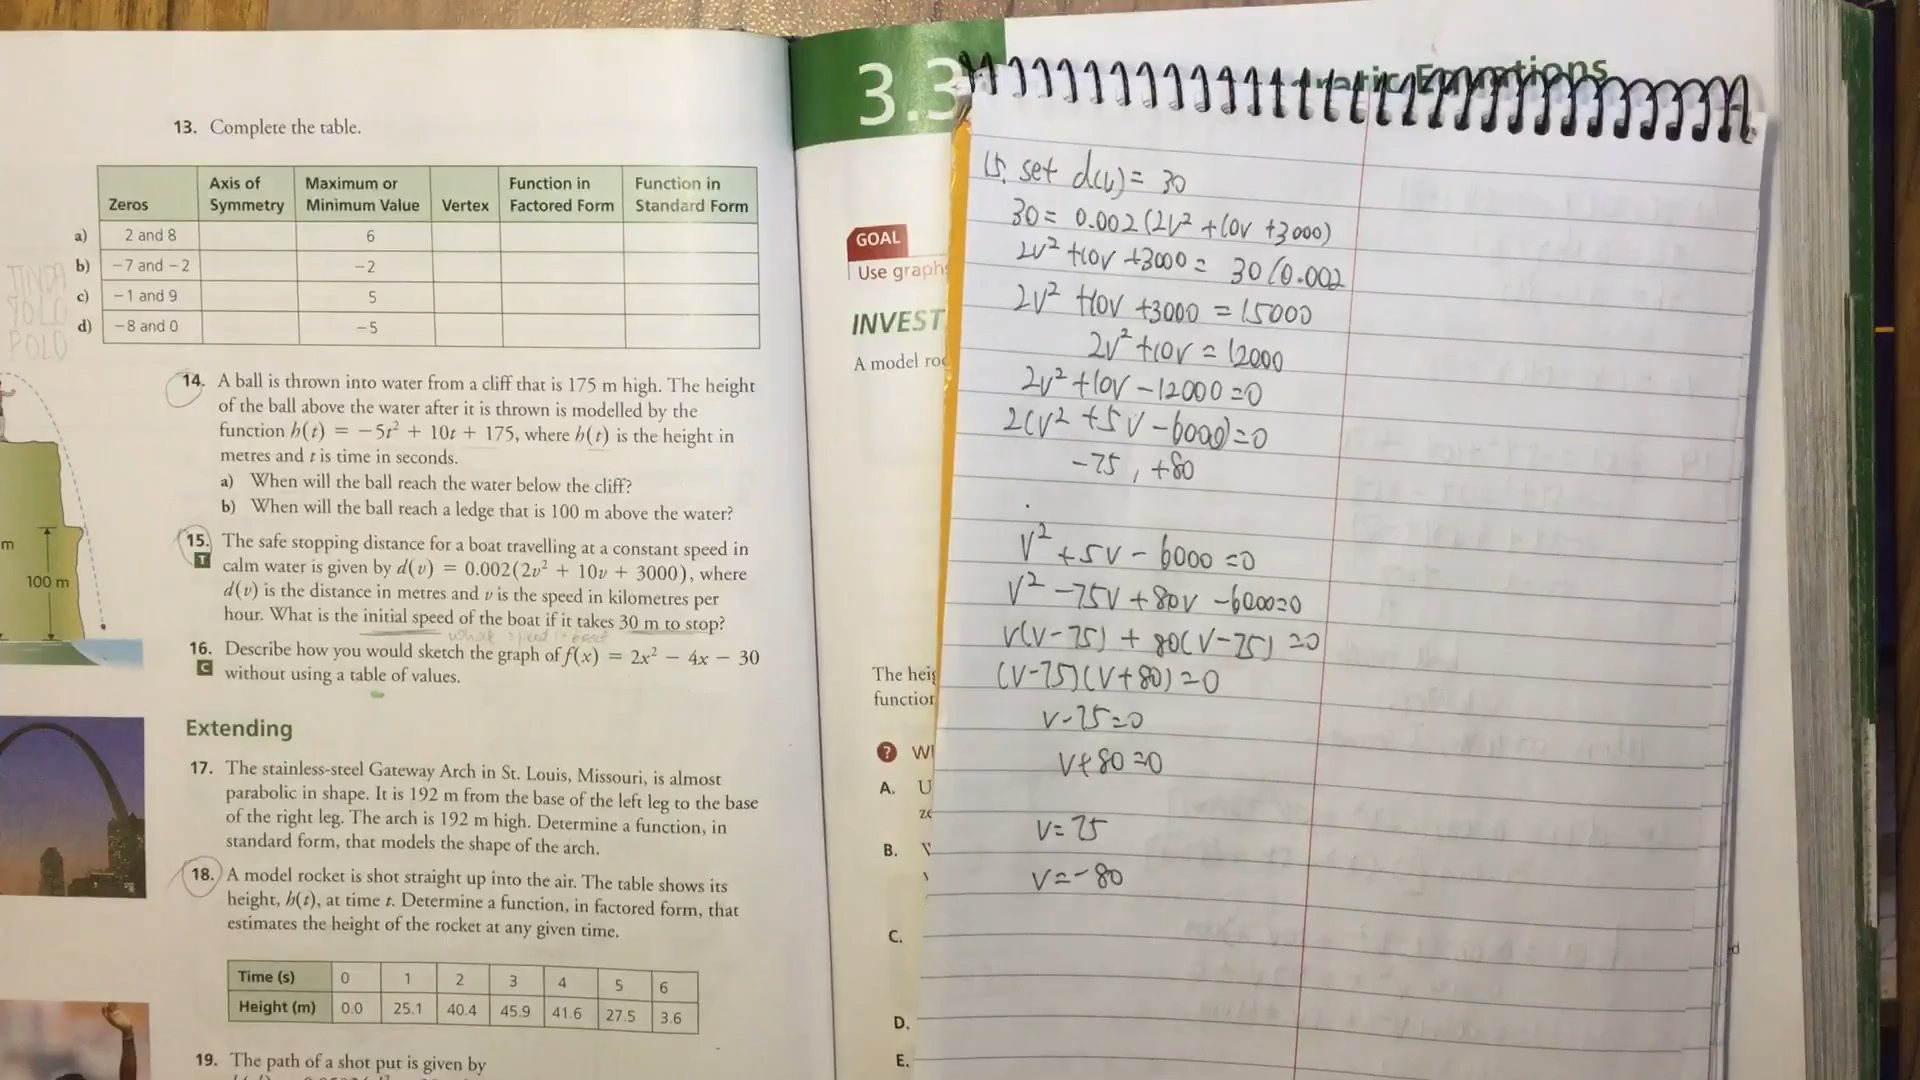 13. Complete the table.
Zeros | Axis of Symmetry | Maximum or Minimum Value | Vertex | Function in Factored Form | Function in Standard Form
a) 2 and 8 | 6
b) −7 and −2 | −2
c) −1 and 9 | 5
d) −8 and 0 | −5
TINDA
YOLO
POLO
14. A ball is thrown into water from a cliff that is 175 m high. The height
of the ball above the water after it is thrown is modelled by the
function h(t) = −5t² + 10t + 175, where h(t) is the height in
metres and t is time in seconds.
a) When will the ball reach the water below the cliff?
b) When will the ball reach a ledge that is 100 m above the water?
m
100 m
15. The safe stopping distance for a boat travelling at a constant speed in
T calm water is given by d(v) = 0.002(2v² + 10v + 3000), where
d(v) is the distance in metres and v is the speed in kilometres per
hour. What is the initial speed of the boat if it takes 30 m to stop?
16. Describe how you would sketch the graph of f(x) = 2x² − 4x − 30
C without using a table of values.
Extending
17. The stainless-steel Gateway Arch in St. Louis, Missouri, is almost
parabolic in shape. It is 192 m from the base of the left leg to the base
of the right leg. The arch is 192 m high. Determine a function, in
standard form, that models the shape of the arch.
18. A model rocket is shot straight up into the air. The table shows its
height, h(t), at time t. Determine a function, in factored form, that
estimates the height of the rocket at any given time.
Time (s) | 0 | 1 | 2 | 3 | 4 | 5 | 6
Height (m) | 0.0 | 25.1 | 40.4 | 45.9 | 41.6 | 27.5 | 3.6
19. The path of a shot put is given by
3.3
GOAL
Use graph
INVEST
A model roc
The heig
function
? Wh
A. U
ze
B.
C.
D.
E.
15. set d(v) = 30
30 = 0.002(2v² + 10v + 3000)
2v² + 10v + 3000 = 30/0.002
2v² + 10v + 3000 = 15000
2v² + 10v = 12000
2v² + 10v − 12000 = 0
2(v² + 5v − 6000) = 0
−75, +80
v² + 5v − 6000 = 0
v² − 75v + 80v − 6000 = 0
v(v − 75) + 80(v − 75) = 0
(v − 75)(v + 80) = 0
v − 75 = 0
v + 80 = 0
v = 75
v = −80